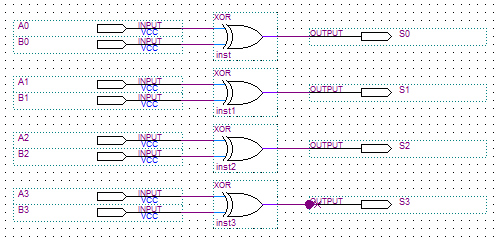 XOR
A0 INPUT
VCC
OUTPUT S0
B0 INPUT
VCC
inst
XOR
A1 INPUT
VCC
OUTPUT S1
B1 INPUT
VCC
inst1
XOR
A2 INPUT
VCC
OUTPUT S2
B2 INPUT
VCC
inst2
XOR
A3 INPUT
VCC
OUTPUT S3
B3 INPUT
VCC
inst3